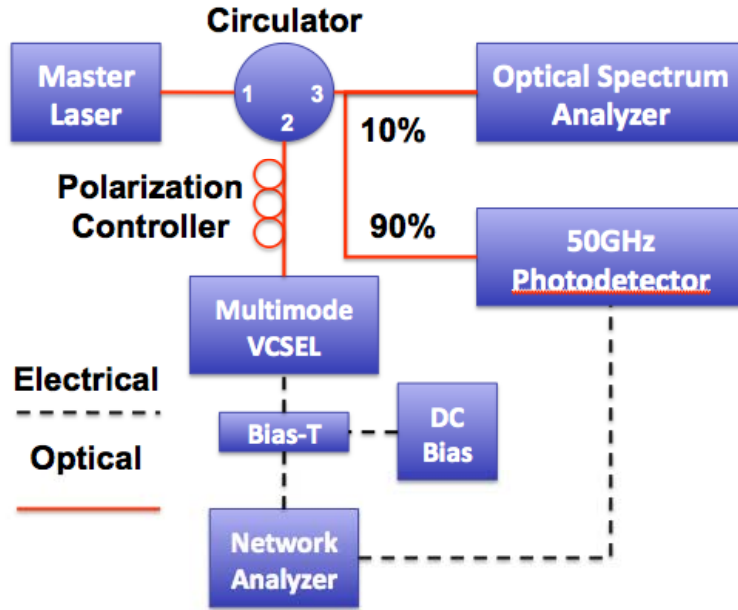 Circulator
Master
Laser
1
3
2
Optical Spectrum
Analyzer
10%
Polarization
Controller
90%
50GHz
Photodetector
Multimode
VCSEL
Electrical
Bias-T
DC
Bias
Optical
Network
Analyzer